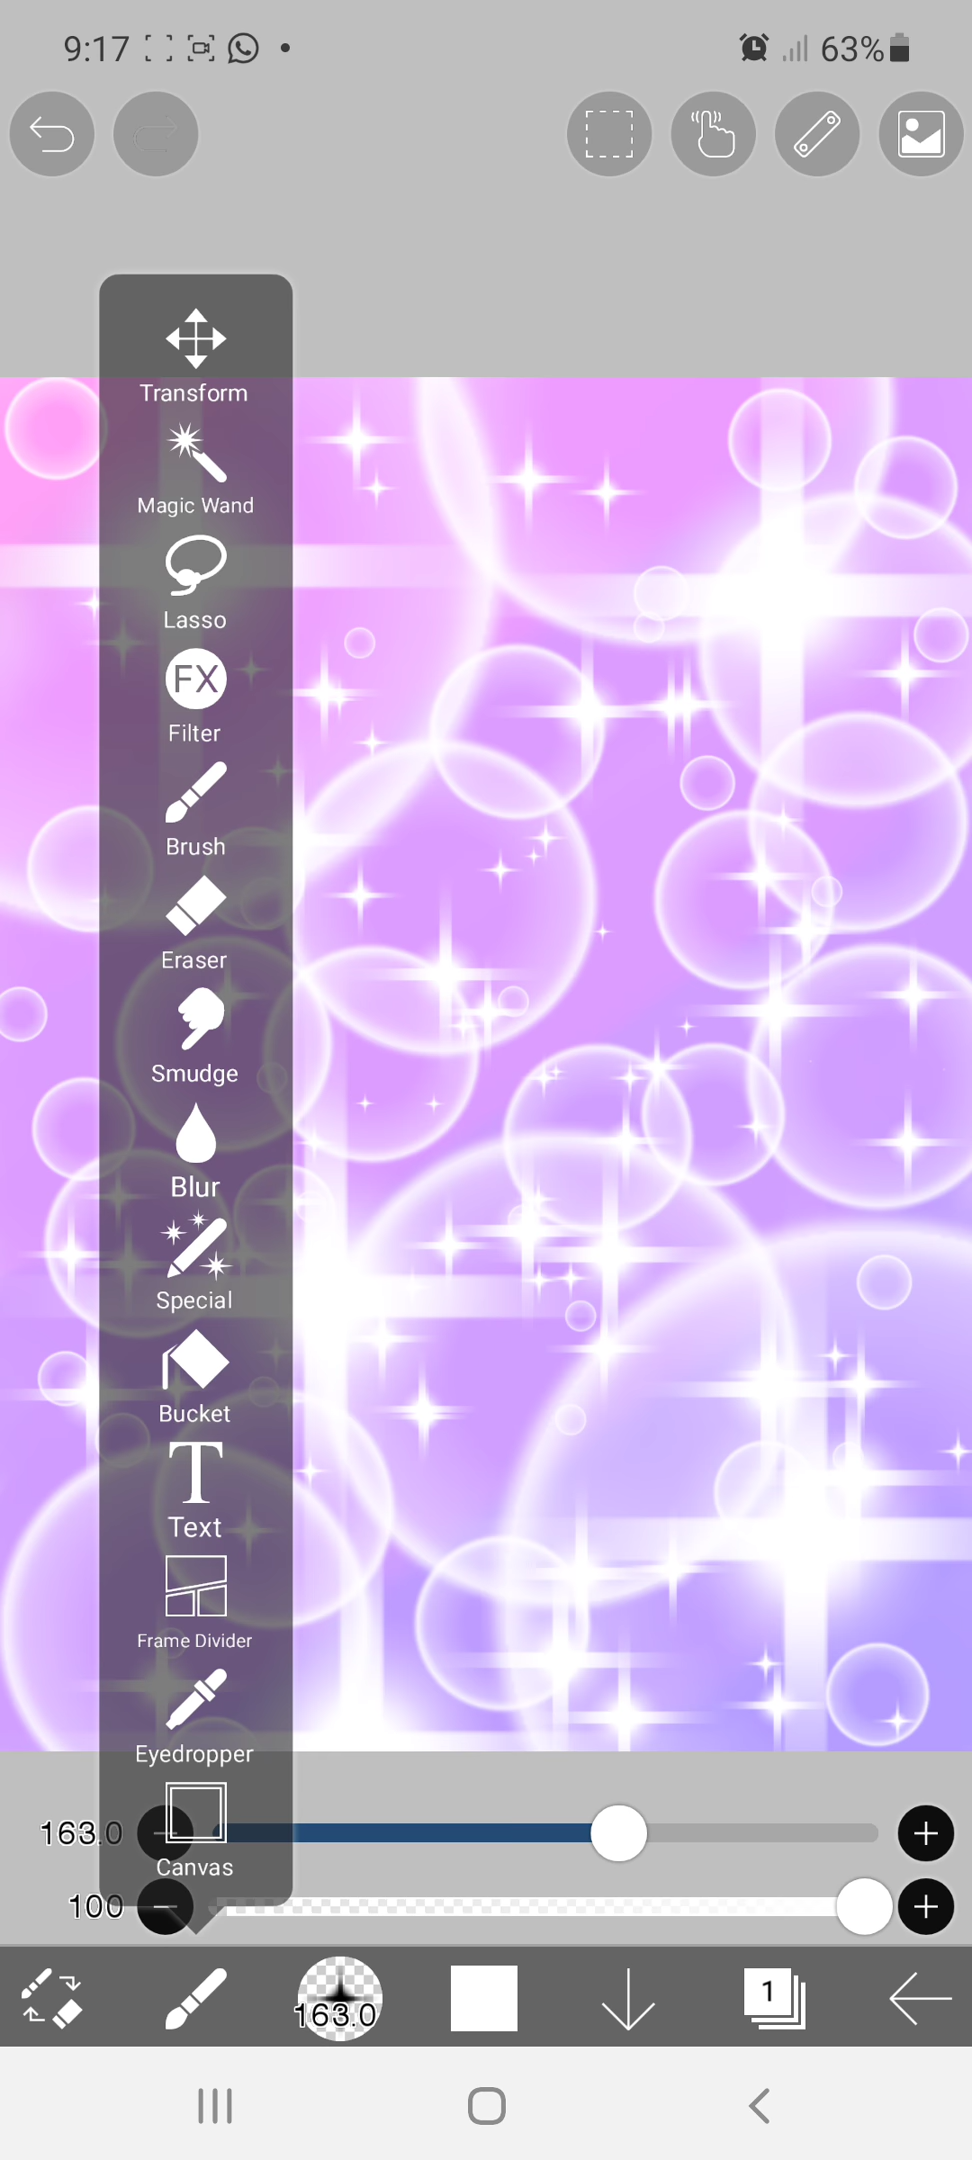 9:17
63%
Transform
Magic Wand
Lasso
FX
Filter
Brush
Eraser
Smudge
Blur
Special
Bucket
T
Text
Frame Divider
Eyedropper
163.0
Canvas
100
163.0
1